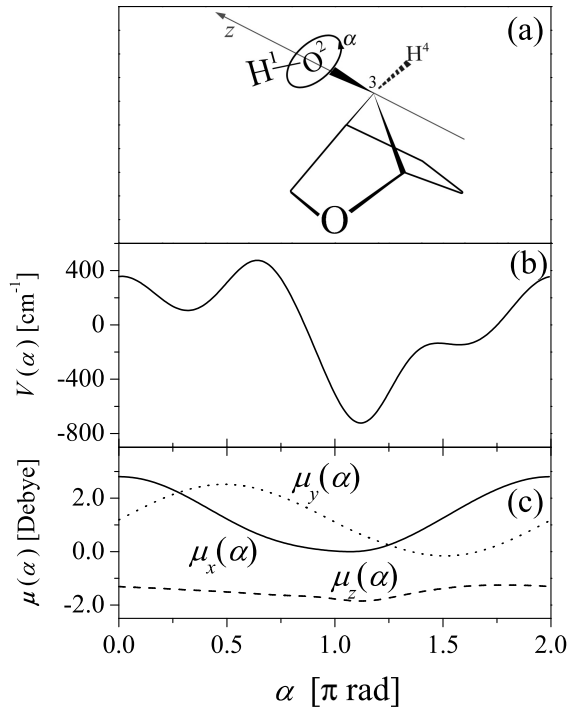 (a)
z
α
H¹ O² H⁴
3
O
(b)
V(α) [cm⁻¹]
400
0
-400
-800
(c)
μ(α) [Debye]
2.0
0.0
-2.0
μy(α)
μx(α)
μz(α)
0.0 0.5 1.0 1.5 2.0
α [π rad]